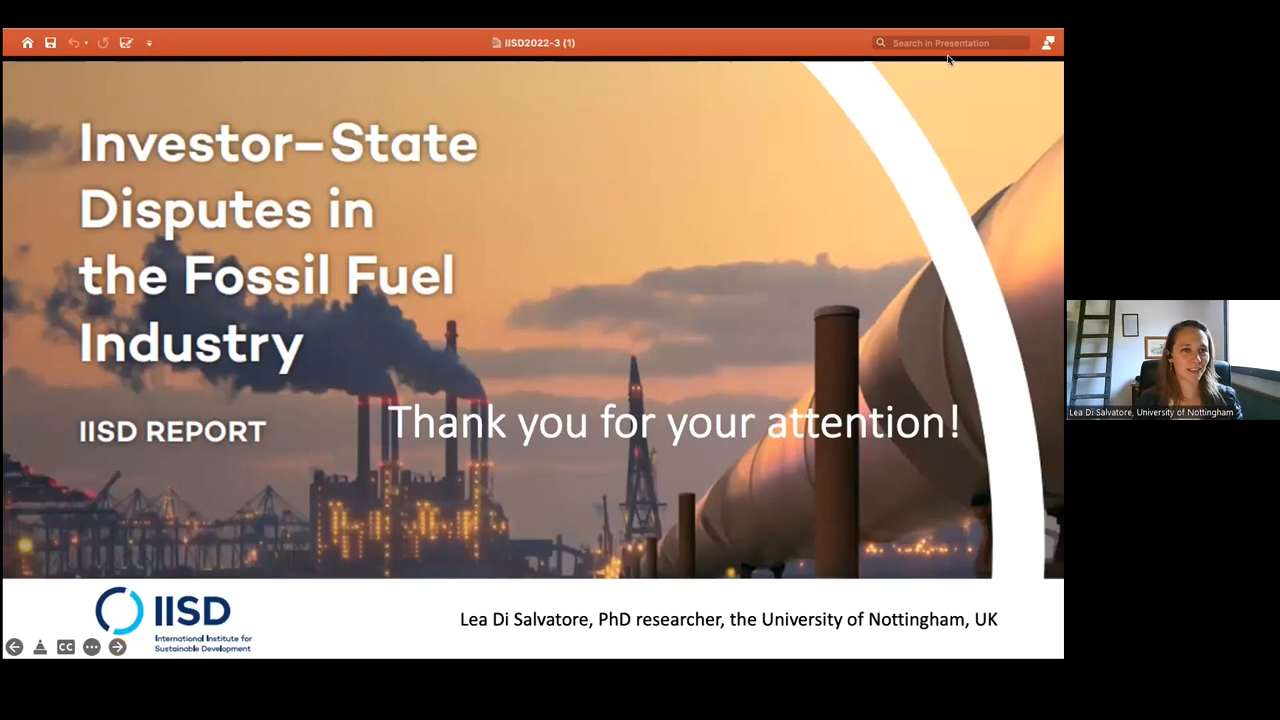 IISD2022-3 (1)
Search in Presentation
Investor–State
Disputes in
the Fossil Fuel
Industry
IISD REPORT
Thank you for your attention!
IISD
International Institute for
Sustainable Development
Lea Di Salvatore, PhD researcher, the University of Nottingham, UK
CC
Lea Di Salvatore, University of Nottingham